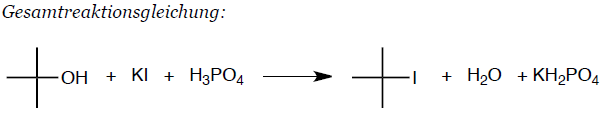 Gesamtreaktionsgleichung:
OH + KI + H₃PO₄ I + H₂O + KH₂PO₄